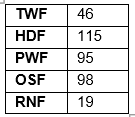 TWF 46
HDF 115
PWF 95
OSF 98
RNF 19